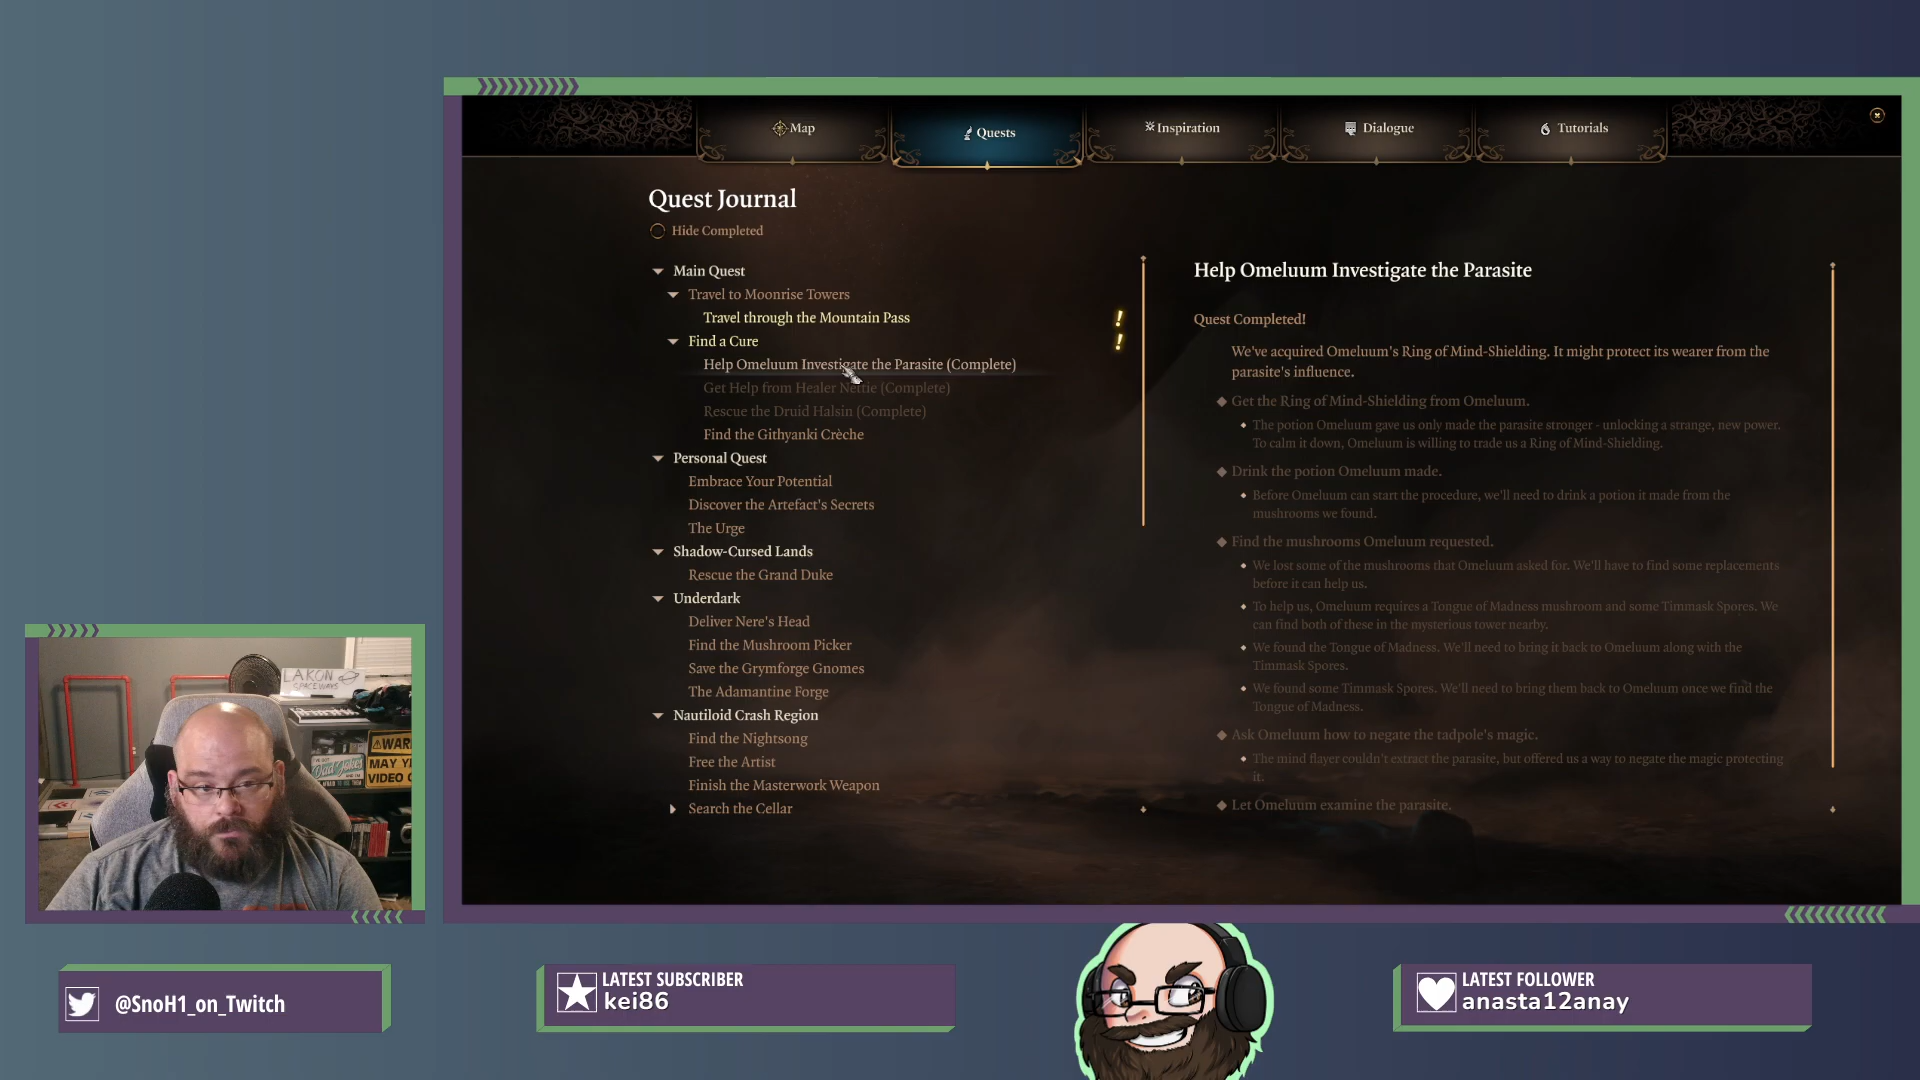 Map
Quests
Inspiration
Dialogue
Tutorials
Quest Journal
Hide Completed
Main Quest
Travel to Moonrise Towers
Travel through the Mountain Pass
Find a Cure
Help Omeluum Investigate the Parasite (Complete)
Get Help from Healer Nettie (Complete)
Rescue the Druid Halsin (Complete)
Find the Githyanki Crèche
Personal Quest
Embrace Your Potential
Discover the Artefact's Secrets
The Urge
Shadow-Cursed Lands
Rescue the Grand Duke
Underdark
Deliver Nere's Head
Find the Mushroom Picker
Save the Grymforge Gnomes
The Adamantine Forge
Nautiloid Crash Region
Find the Nightsong
Free the Artist
Finish the Masterwork Weapon
Search the Cellar
Help Omeluum Investigate the Parasite
Quest Completed!
We've acquired Omeluum's Ring of Mind-Shielding. It might protect its wearer from the
parasite's influence.
Get the Ring of Mind-Shielding from Omeluum.
The potion Omeluum gave us only made the parasite stronger - unlocking a strange, new power.
To calm it down, Omeluum is willing to trade us a Ring of Mind-Shielding.
Drink the potion Omeluum made.
Before Omeluum can start the procedure, we'll need to drink a potion it made from the
mushrooms we found.
Find the mushrooms Omeluum requested.
We lost some of the mushrooms that Omeluum asked for. We'll have to find some replacements
before it can help us.
To help us, Omeluum requires a Tongue of Madness mushroom and some Timmask Spores. We
can find both of these in the mysterious tower nearby.
We found the Tongue of Madness. We'll need to bring it back to Omeluum along with the
Timmask Spores.
We found some Timmask Spores. We'll need to bring them back to Omeluum once we find the
Tongue of Madness.
Ask Omeluum how to negate the tadpole's magic.
The mind flayer couldn't extract the parasite, but offered us a way to negate the magic protecting
it.
Let Omeluum examine the parasite.
LAKON
SPACEWAYS
Dad Jokes
WAR
MAY Y
VIDEO
@SnoH1_on_Twitch
LATEST SUBSCRIBER
kei86
LATEST FOLLOWER
anasta12anay